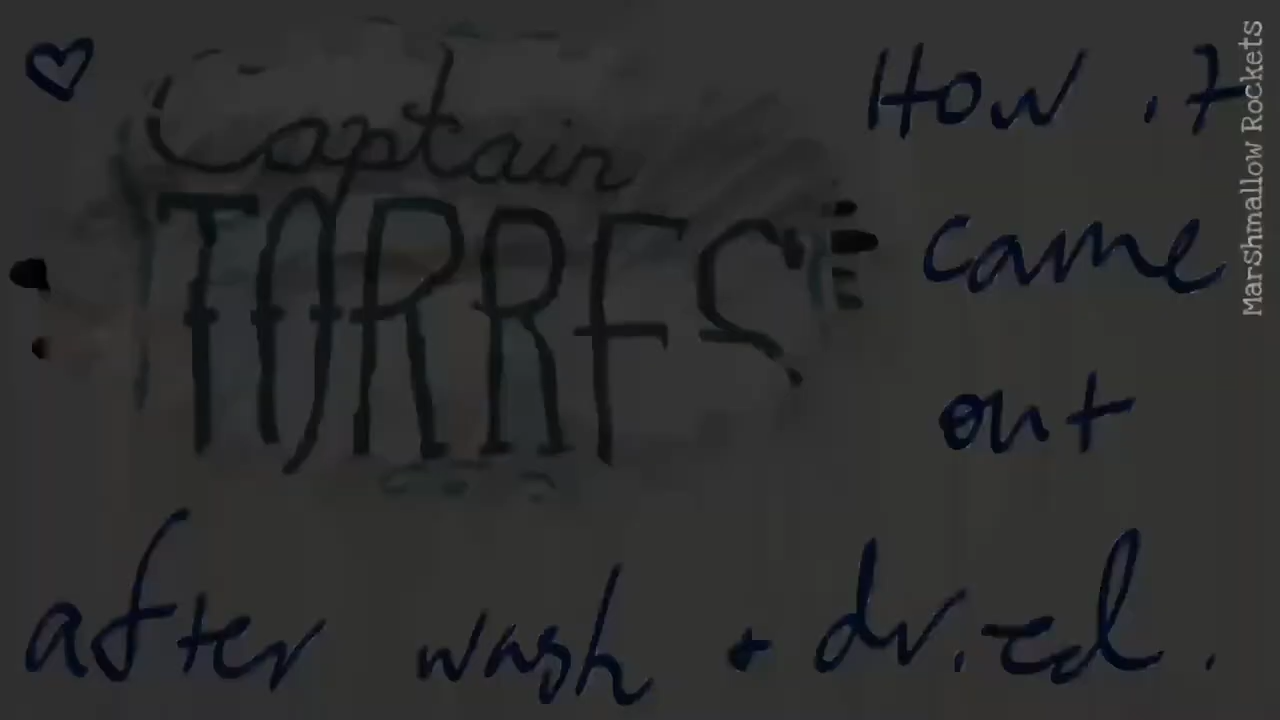 Captain
TORRES
How it
came
out
after wash + dried.
Marshmallow Rockets